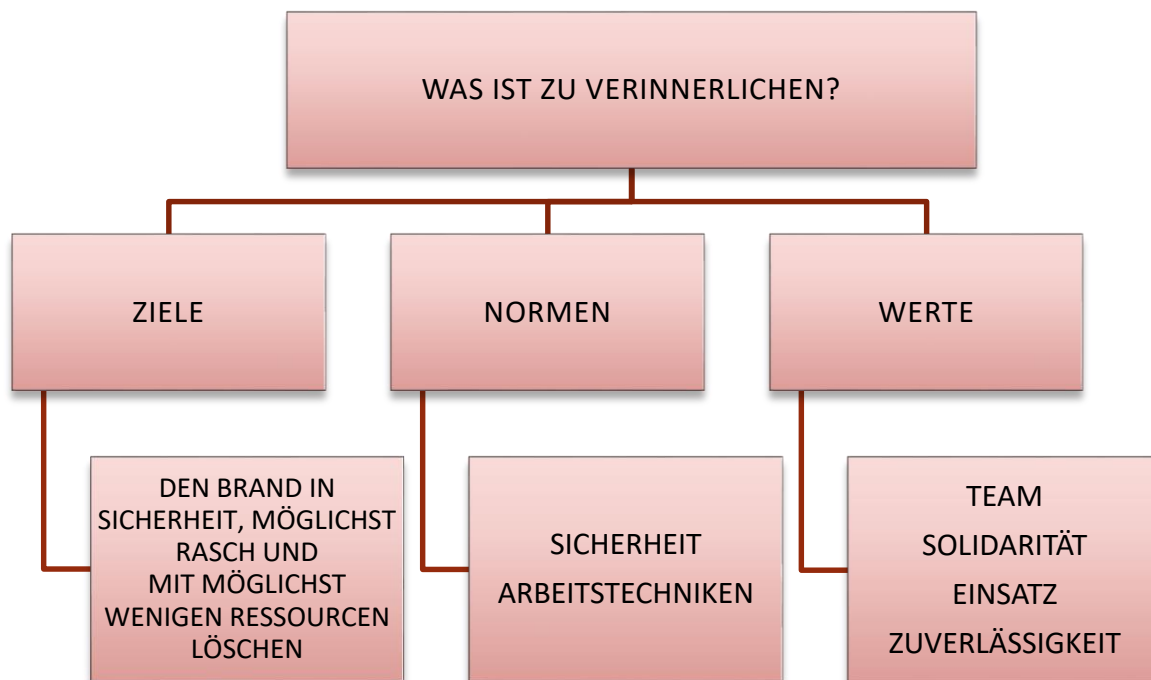 WAS IST ZU VERINNERLICHEN?
ZIELE
NORMEN
WERTE
DEN BRAND IN
SICHERHEIT, MÖGLICHST
RASCH UND
MIT MÖGLICHST
WENIGEN RESSOURCEN
LÖSCHEN
SICHERHEIT
ARBEITSTECHNIKEN
TEAM
SOLIDARITÄT
EINSATZ
ZUVERLÄSSIGKEIT